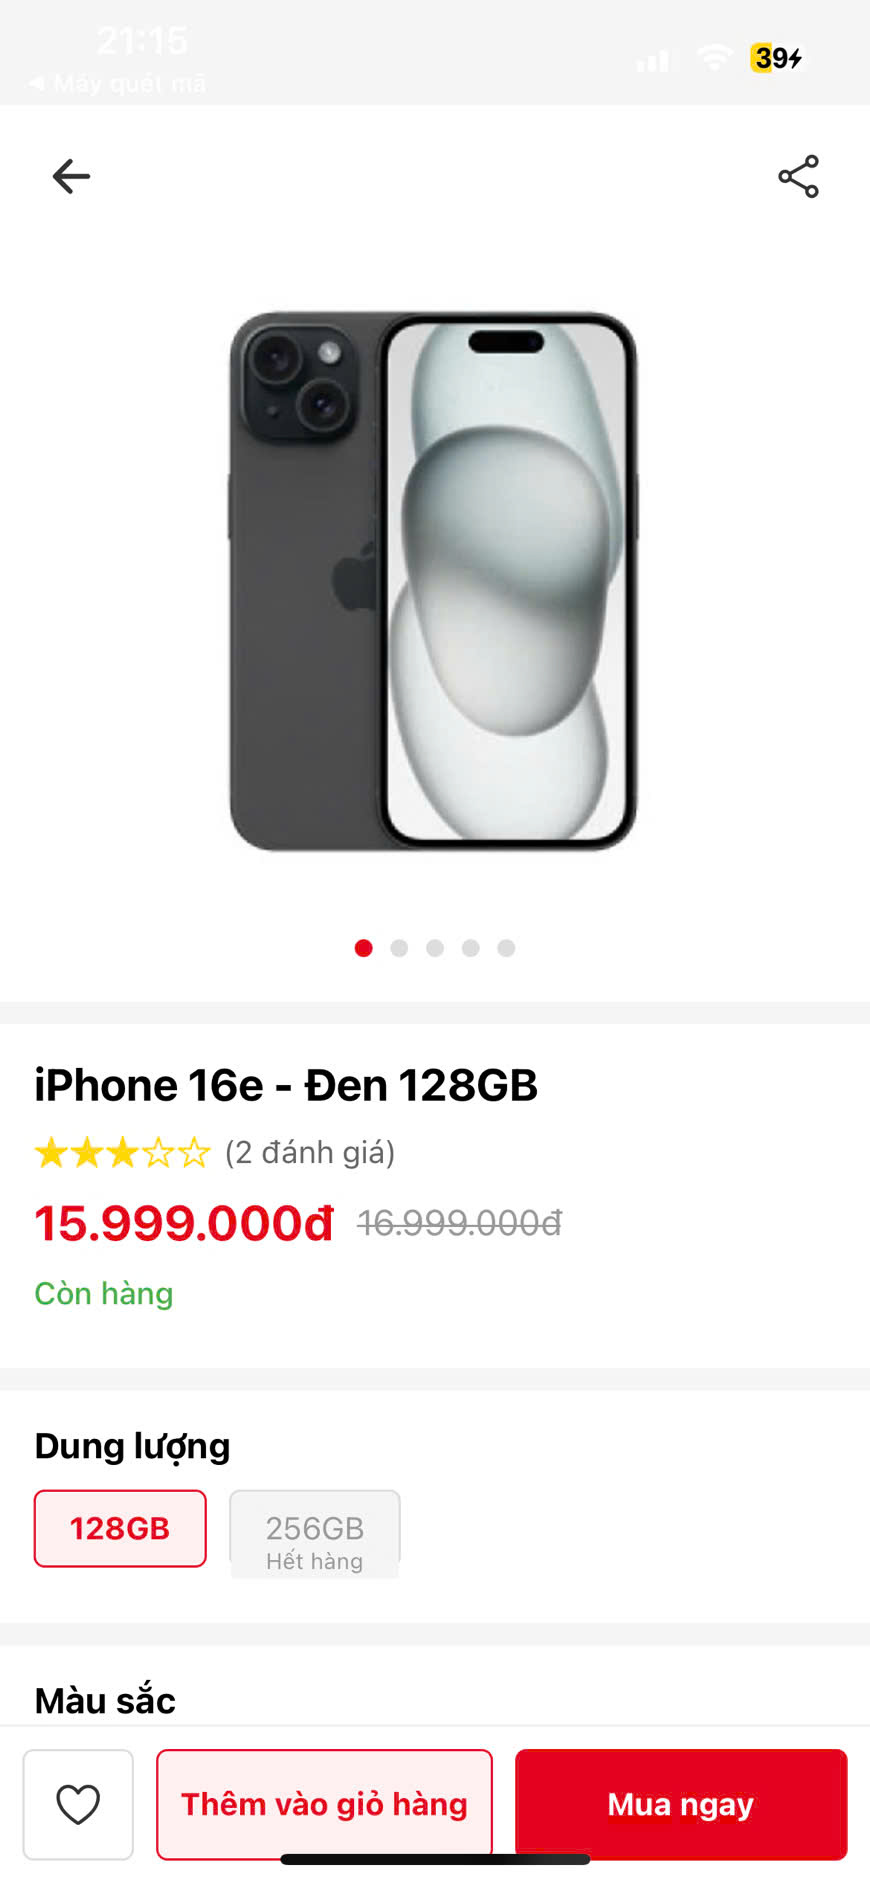 21:15
◀ Máy quét mã
39
iPhone 16e - Đen 128GB
(2 đánh giá)
15.999.000đ 16.999.000đ
Còn hàng
Dung lượng
128GB
256GB
Hết hàng
Màu sắc
Thêm vào giỏ hàng
Mua ngay